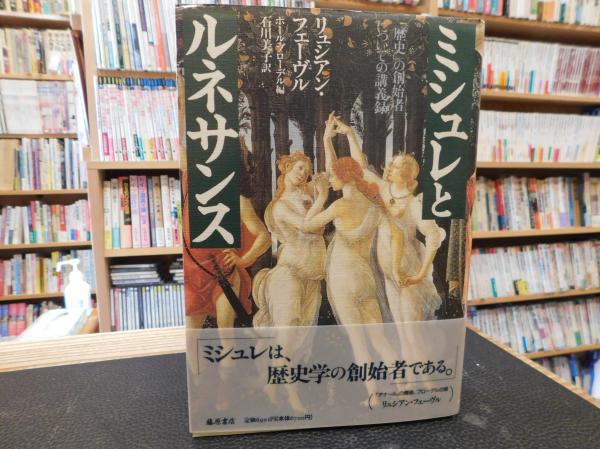 ミシュレと
ルネサンス
「歴史」の創始者
についての講義録
リュシアン・
フェーヴル
ポール・ブローデル編
石川美子訳
ミシュレは、
歴史学の創始者である。
リュシアン・フェーヴル
藤原書店